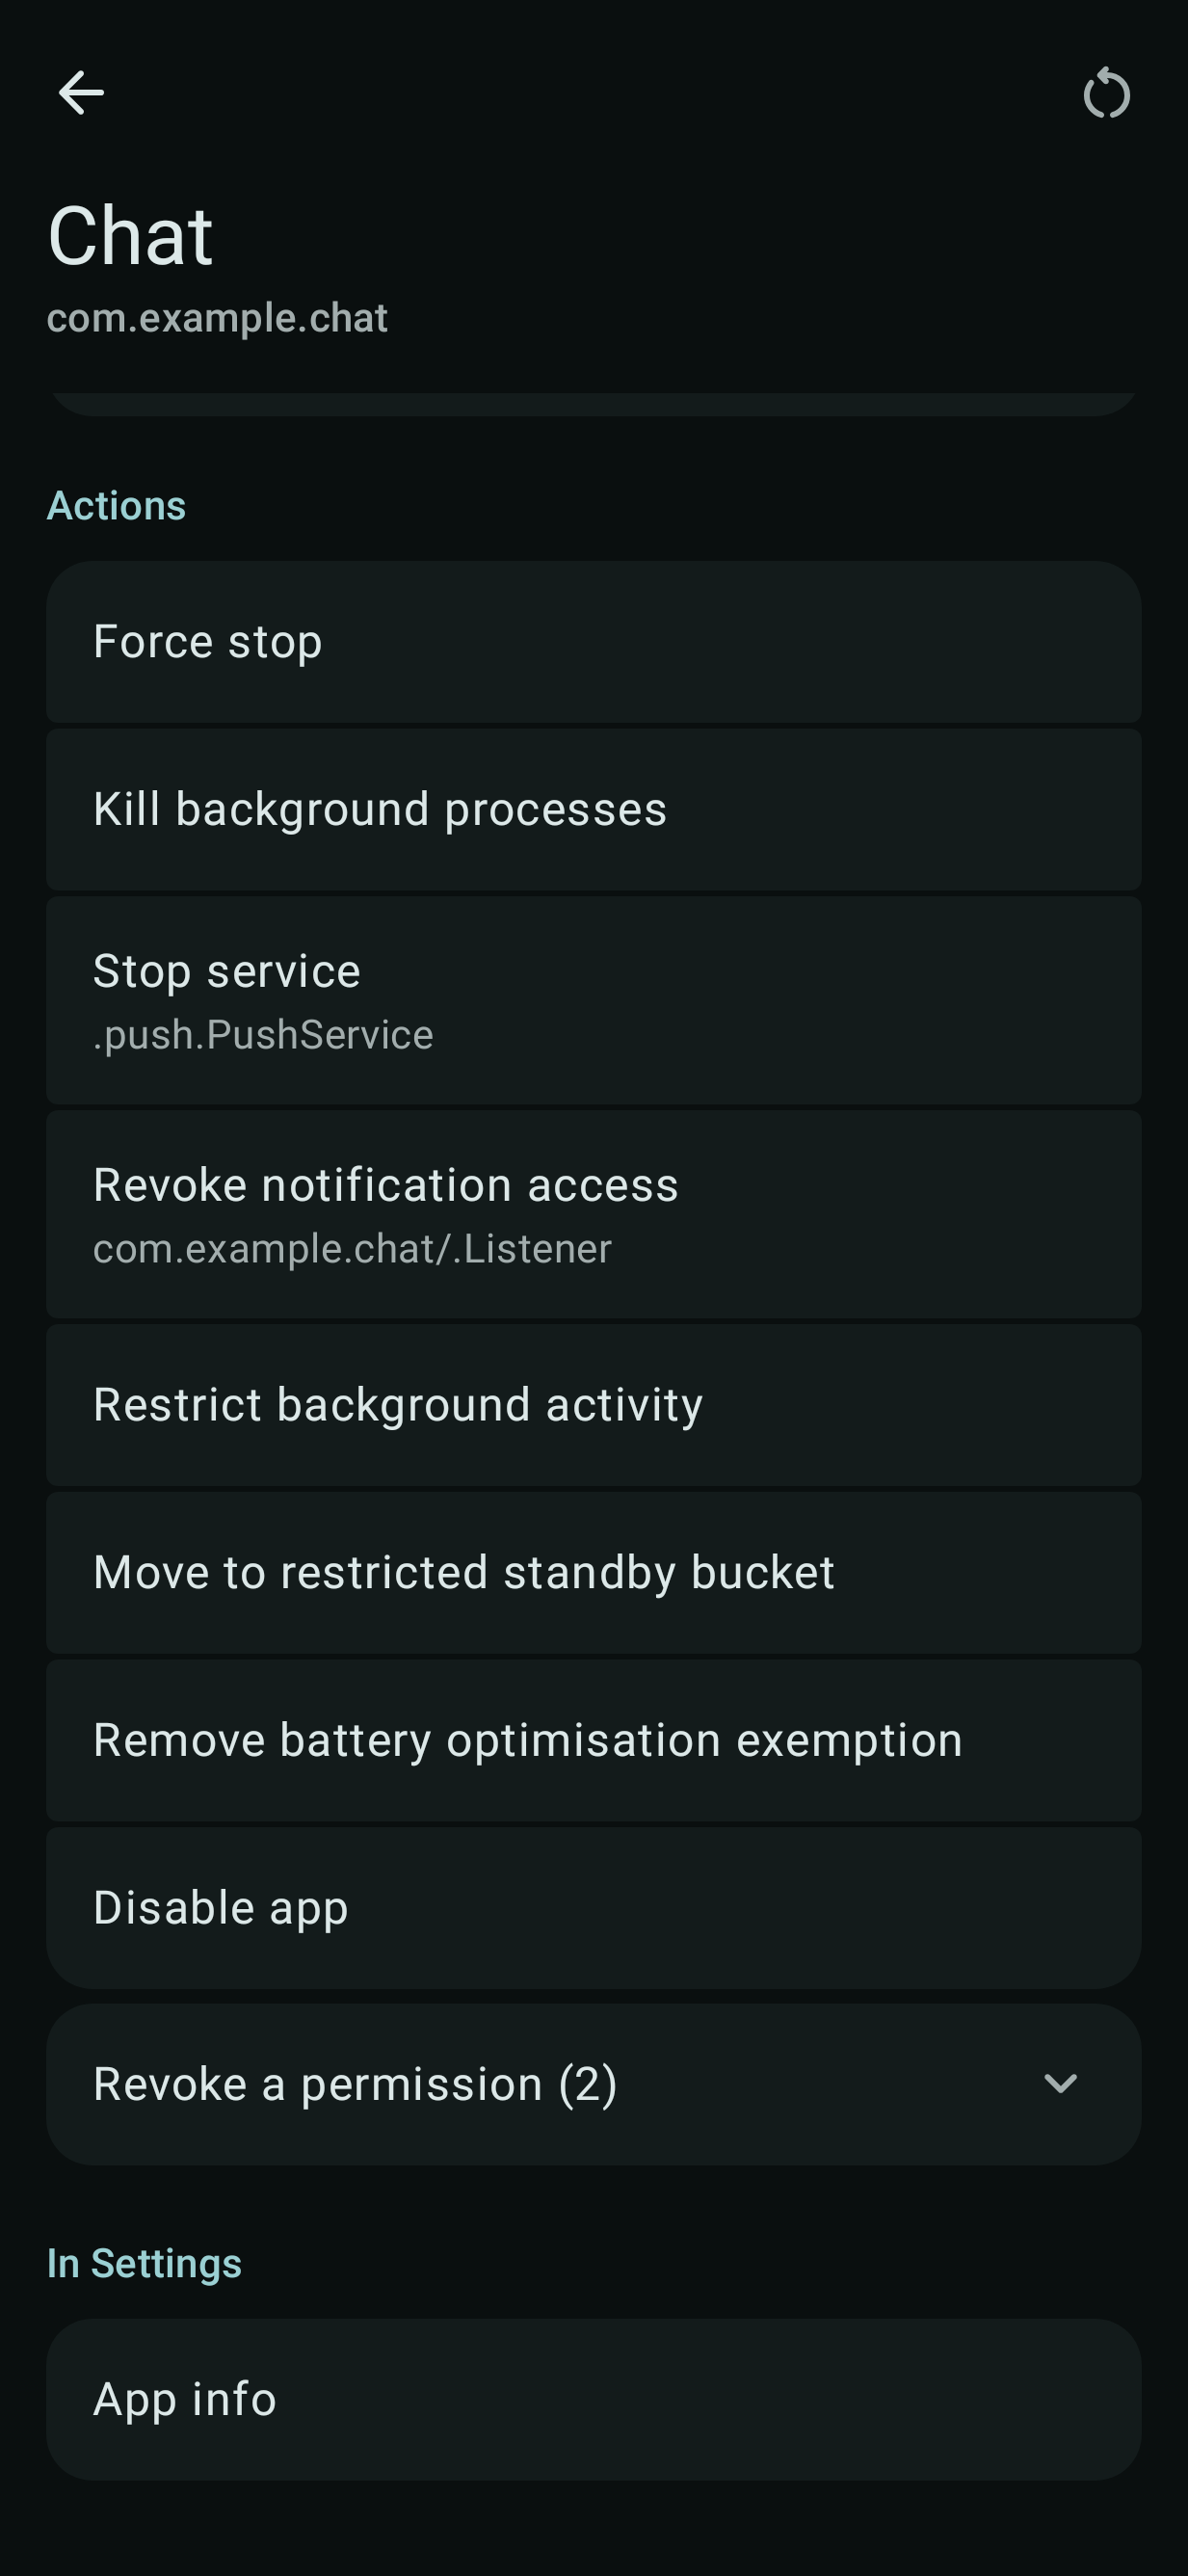 Chat
com.example.chat
Actions
Force stop
Kill background processes
Stop service
.push.PushService
Revoke notification access
com.example.chat/.Listener
Restrict background activity
Move to restricted standby bucket
Remove battery optimisation exemption
Disable app
Revoke a permission (2)
In Settings
App info